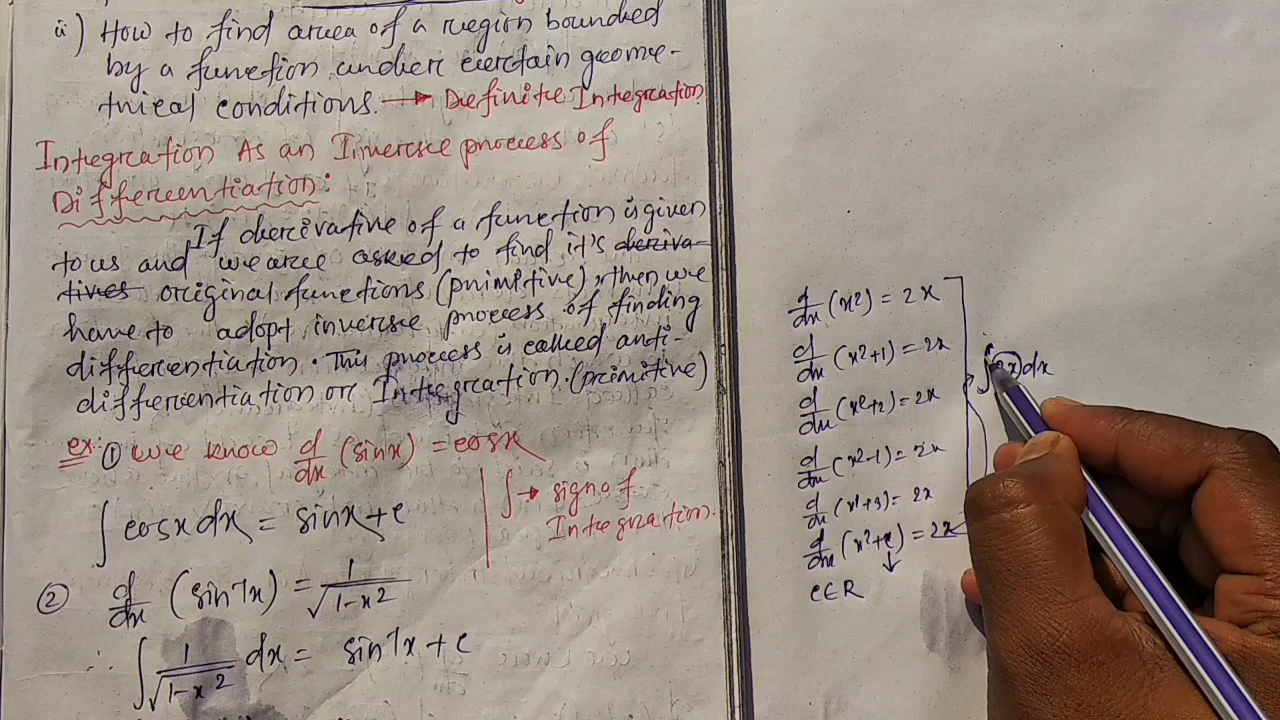 ii) How to find area of a region bounded
by a function under certain geome-
trical conditions. → Definite Integration
Integration As an Inverse process of
Differentiation:
If derivative of a function is given
to us and we are asked to find it's deriva-
tives original functions (primitive), then we
have to adopt inverse process of finding
differentiation. This process is called anti-
differentiation or Integration. (primitive)
ex: ① We know d/dx (sinx) = cosx
∫ cosx dx = sinx + c
∫ → sign of
Integration.
② d/dx (sin⁻¹x) = 1/√(1-x²)
∴ ∫ 1/√(1-x²) dx = sin⁻¹x + c
d/dx (x²) = 2x
d/dx (x²+1) = 2x
d/dx (x²+2) = 2x
d/dx (x²-1) = 2x
d/dx (x²+3) = 2x
d/dx (x²+c) = 2x
c∈R
∫ 2x dx